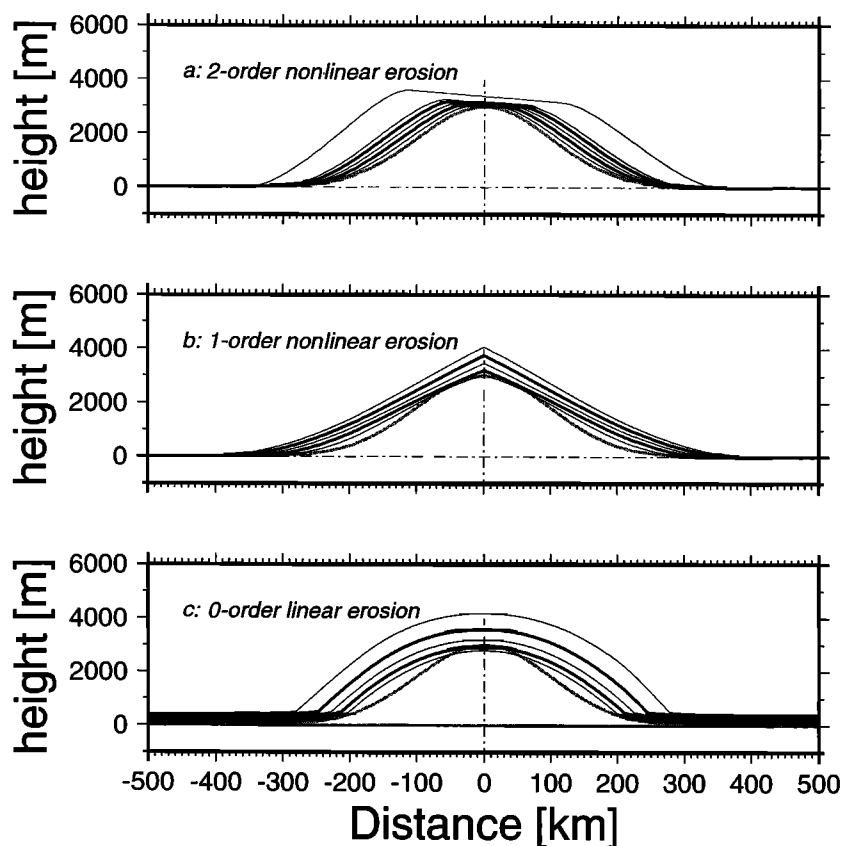 6000
4000
2000
0
height [m]
a: 2-order nonlinear erosion
6000
4000
2000
0
height [m]
b: 1-order nonlinear erosion
6000
4000
2000
0
height [m]
c: 0-order linear erosion
-500 -400 -300 -200 -100 0 100 200 300 400 500
Distance [km]